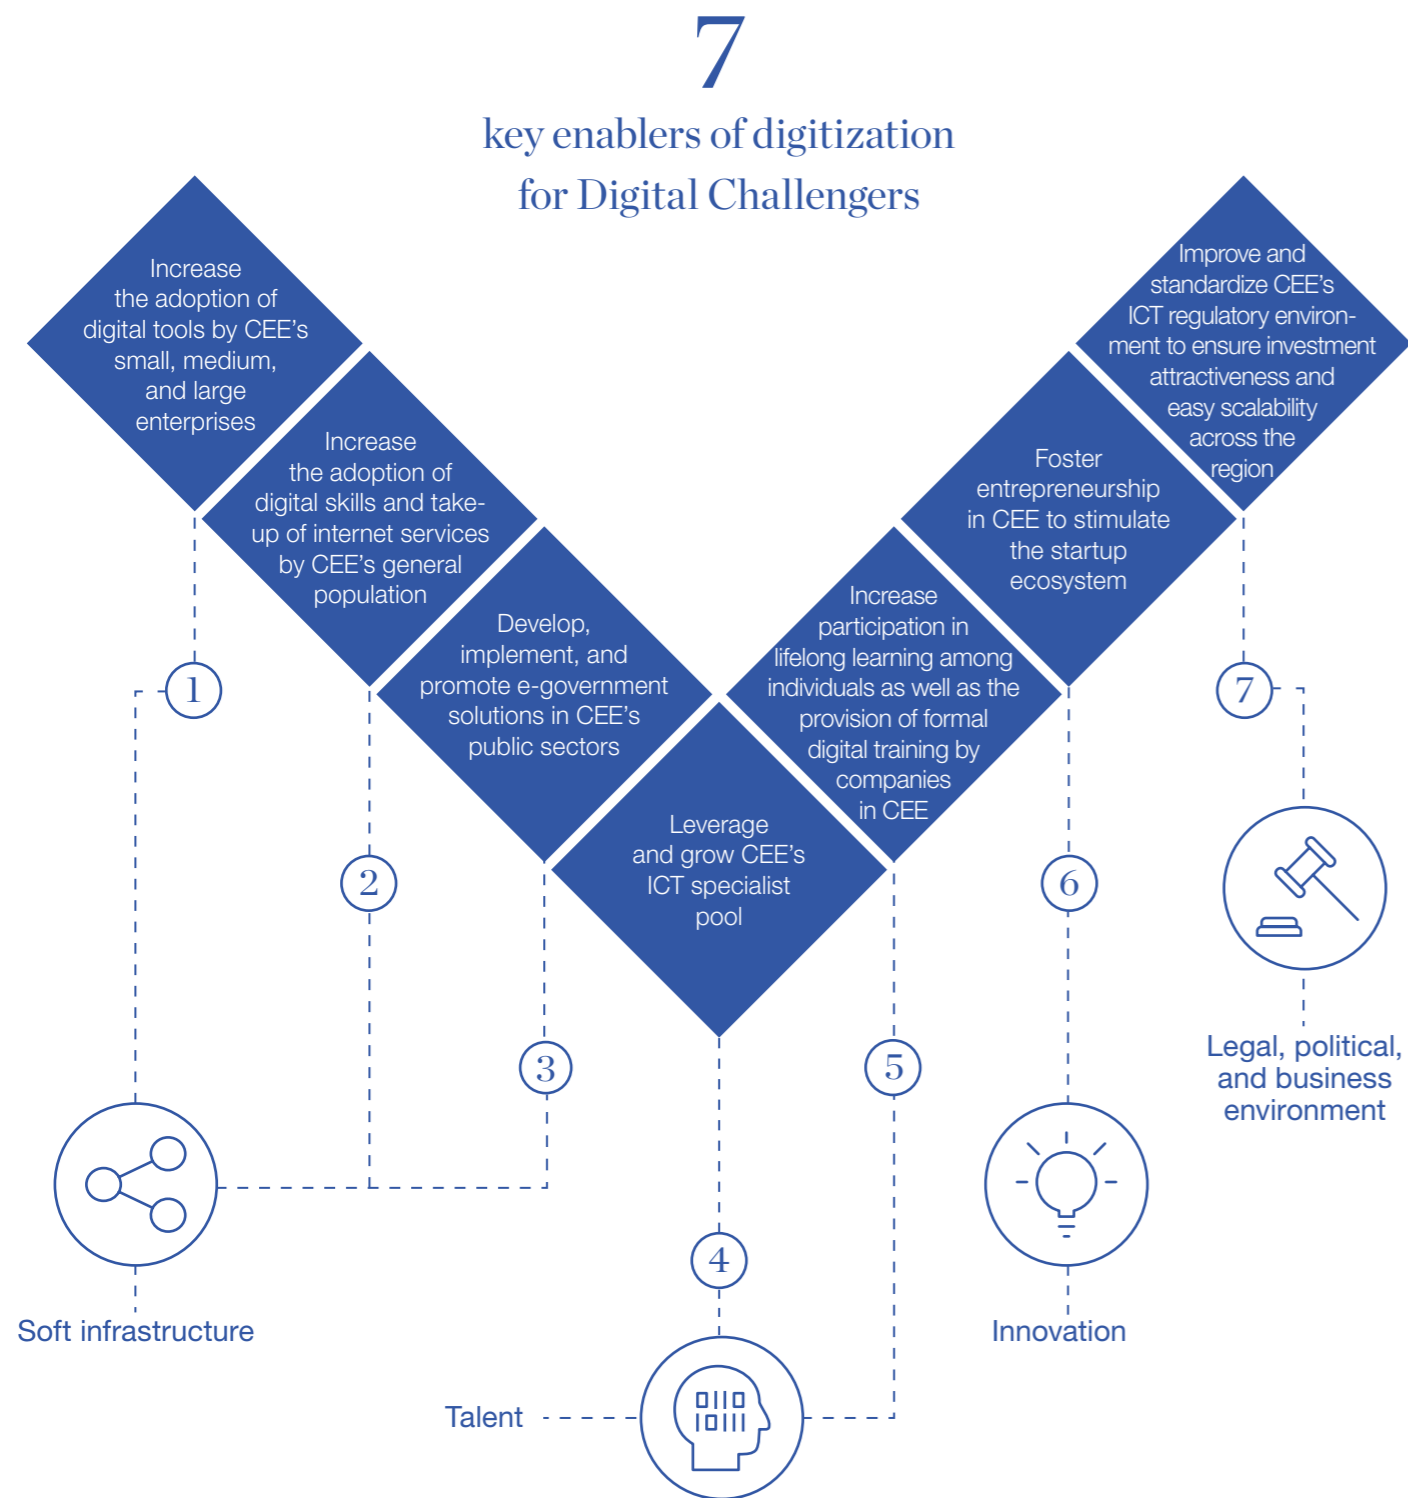 7
key enablers of digitization
for Digital Challengers
Increase
the adoption of
digital tools by CEE's
small, medium,
and large
enterprises
Increase
the adoption of
digital skills and take-
up of internet services
by CEE's general
population
Develop,
implement, and
promote e-government
solutions in CEE's
public sectors
Leverage
and grow CEE's
ICT specialist
pool
Increase
participation in
lifelong learning among
individuals as well as the
provision of formal
digital training by
companies
in CEE
Foster
entrepreneurship
in CEE to stimulate
the startup
ecosystem
Improve and
standardize CEE's
ICT regulatory environ-
ment to ensure investment
attractiveness and
easy scalability
across the
region
1
2
3
4
5
6
7
Soft infrastructure
Talent
0110
10111
Innovation
Legal, political,
and business
environment